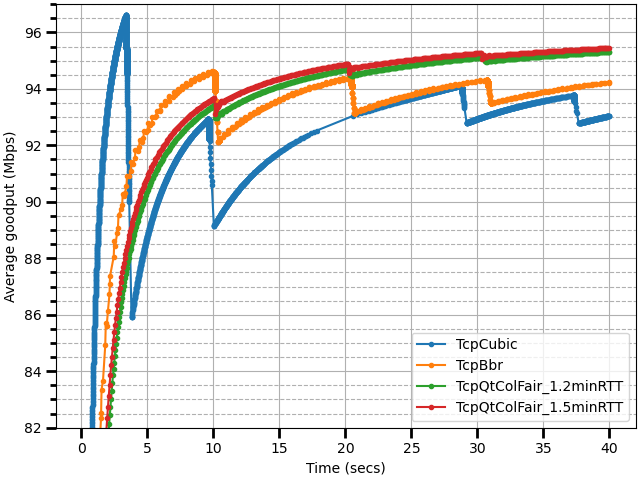 96
94
92
90
88
86
84
82
Average goodput (Mbps)
TcpCubic
TcpBbr
TcpQtColFair_1.2minRTT
TcpQtColFair_1.5minRTT
0 5 10 15 20 25 30 35 40
Time (secs)